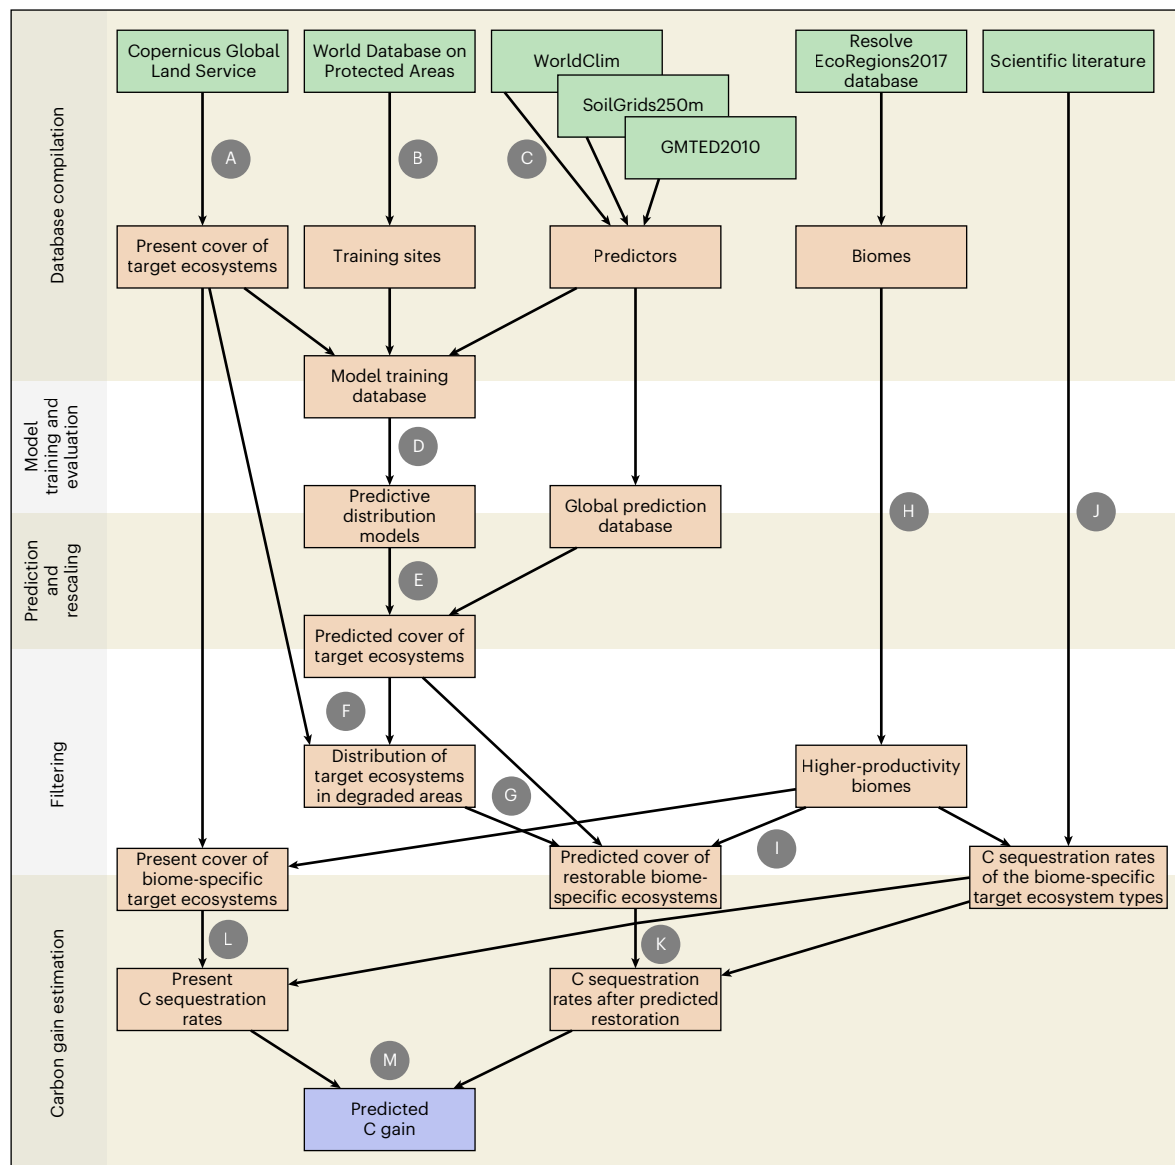 Copernicus Global
Land Service
World Database on
Protected Areas
WorldClim
SoilGrids250m
GMTED2010
Resolve
EcoRegions2017
database
Scientific literature
Database compilation
A
B
C
Present cover of
target ecosystems
Training sites
Predictors
Biomes
Model training
database
Model
training and
evaluation
D
Predictive
distribution
models
Global prediction
database
H
J
Prediction
and
rescaling
E
Predicted cover of
target ecosystems
Filtering
F
Distribution of
target ecosystems
in degraded areas
G
Higher-productivity
biomes
I
Present cover of
biome-specific
target ecosystems
Predicted cover of
restorable biome-
specific ecosystems
C sequestration rates
of the biome-specific
target ecosystem types
Carbon gain estimation
L
K
Present
C sequestration
rates
C sequestration
rates after predicted
restoration
M
Predicted
C gain